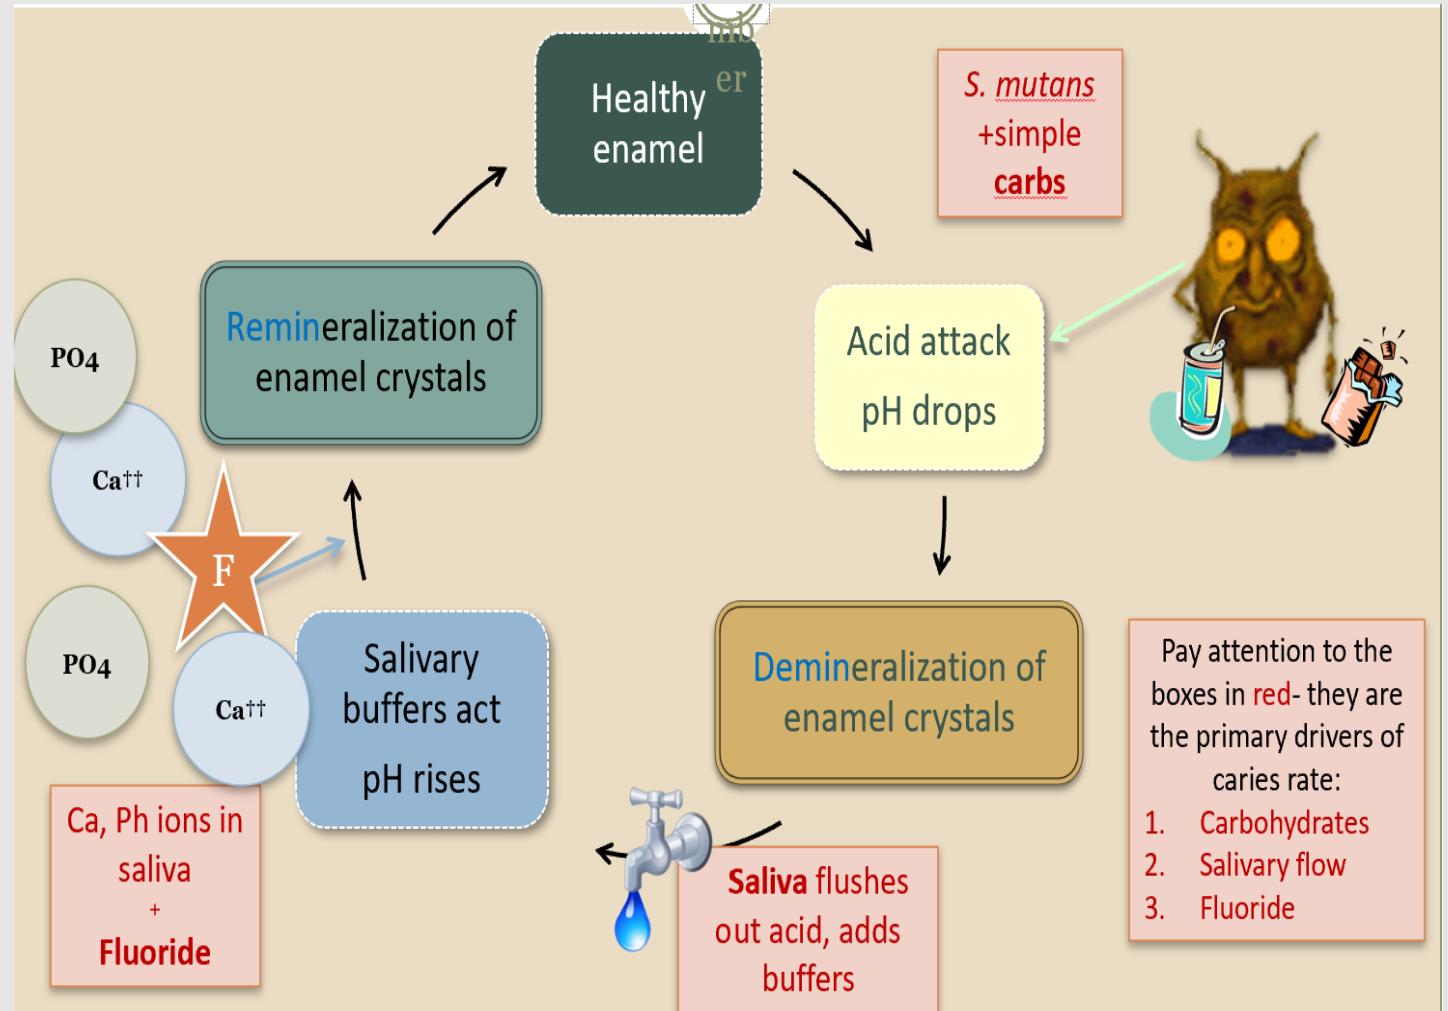 mb
er
Healthy
enamel
S. mutans
+simple
carbs
Acid attack
pH drops
Demineralization of
enamel crystals
Saliva flushes
out acid, adds
buffers
Salivary
buffers act
pH rises
Remineralization of
enamel crystals
PO4
Ca††
F
PO4
Ca††
Ca, Ph ions in
saliva
+
Fluoride
Pay attention to the
boxes in red- they are
the primary drivers of
caries rate:
1. Carbohydrates
2. Salivary flow
3. Fluoride